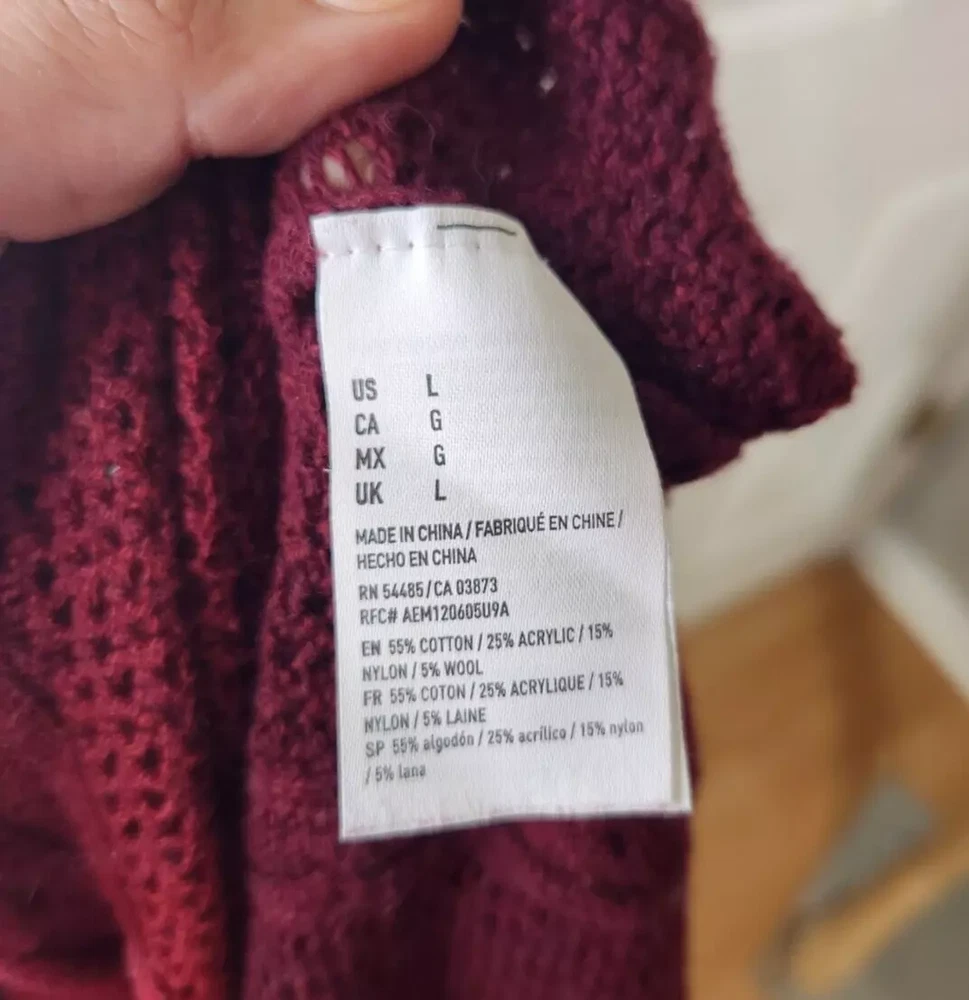 US L
CA G
MX G
UK L
MADE IN CHINA / FABRIQUÉ EN CHINE /
HECHO EN CHINA
RN 54485/CA 03873
RFC# AEM120605U9A
EN 55% COTTON / 25% ACRYLIC / 15%
NYLON / 5% WOOL
FR 55% COTON / 25% ACRYLIQUE / 15%
NYLON / 5% LAINE
SP 55% algodón / 25% acrílico / 15% nylon
/ 5% lana